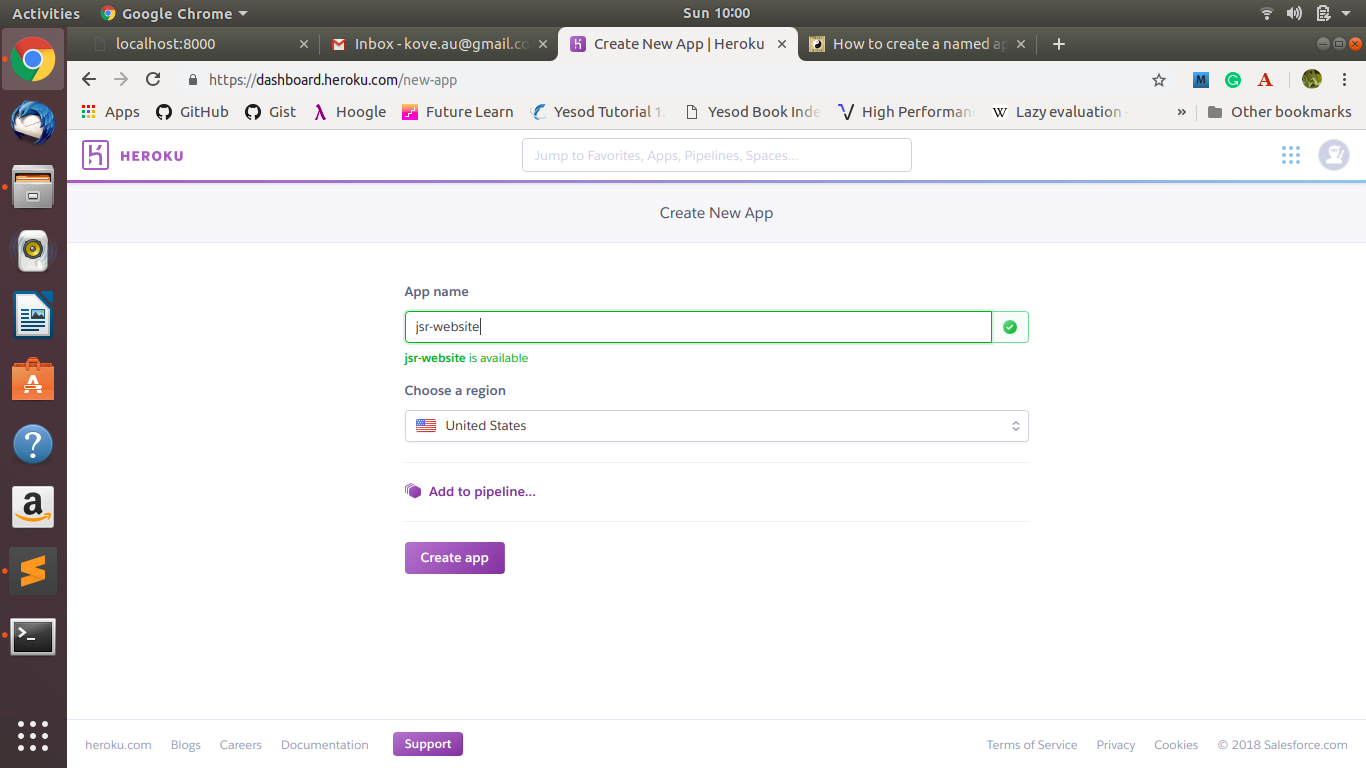 Activities Google Chrome Sun 10:00
localhost:8000 Inbox - kove.au@gmail.co Create New App | Heroku How to create a named ap
https://dashboard.heroku.com/new-app M A
Apps GitHub Gist λ Hoogle Future Learn Yesod Tutorial 1. Yesod Book Inde High Performan W Lazy evaluation - » Other bookmarks
HEROKU Jump to Favorites, Apps, Pipelines, Spaces...
Create New App
App name
jsr-website
jsr-website is available
Choose a region
United States
Add to pipeline...
Create app
heroku.com Blogs Careers Documentation Support Terms of Service Privacy Cookies © 2018 Salesforce.com